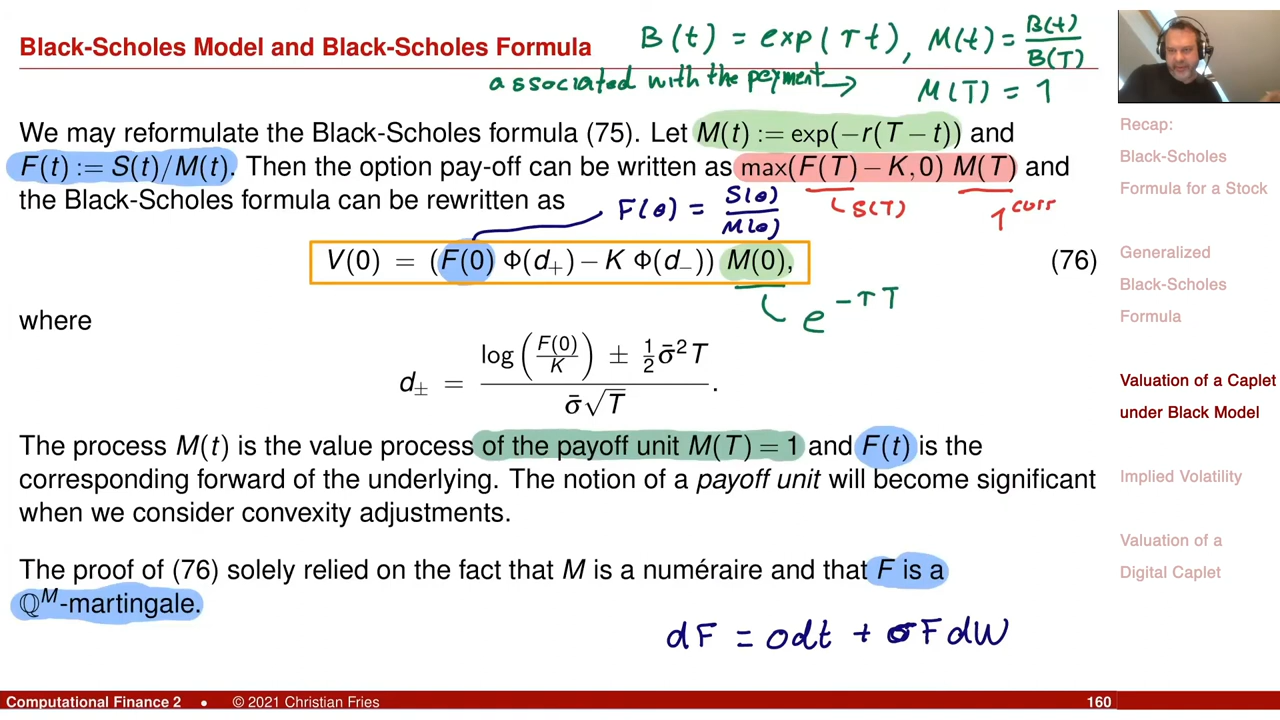 Black-Scholes Model and Black-Scholes Formula
B(t) = exp(rt), M(t) = B(t)/B(T)
associated with the payment → M(T) = 1
We may reformulate the Black-Scholes formula (75). Let M(t) := exp(−r(T − t)) and
F(t) := S(t)/M(t). Then the option pay-off can be written as max(F(T) − K, 0) M(T) and
the Black-Scholes formula can be rewritten as
F(0) = S(0)/M(0)
S(T)
1 curr
V(0) = (F(0) Φ(d₊) − K Φ(d₋)) M(0), (76)
e^{−rT}
where
d± = (log(F(0)/K) ± ½ σ̄² T) / (σ̄ √T).
The process M(t) is the value process of the payoff unit M(T) = 1 and F(t) is the
corresponding forward of the underlying. The notion of a payoff unit will become significant
when we consider convexity adjustments.
The proof of (76) solely relied on the fact that M is a numéraire and that F is a
ℚᴹ-martingale.
dF = 0dt + σFdW
Recap:
Black-Scholes
Formula for a Stock
Generalized
Black-Scholes
Formula
Valuation of a Caplet
under Black Model
Implied Volatility
Valuation of a
Digital Caplet
Computational Finance 2 • © 2021 Christian Fries 160